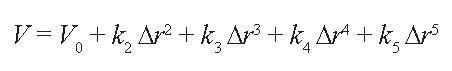 V = V₀ + k₂ Δr² + k₃ Δr³ + k₄ Δr⁴ + k₅ Δr⁵